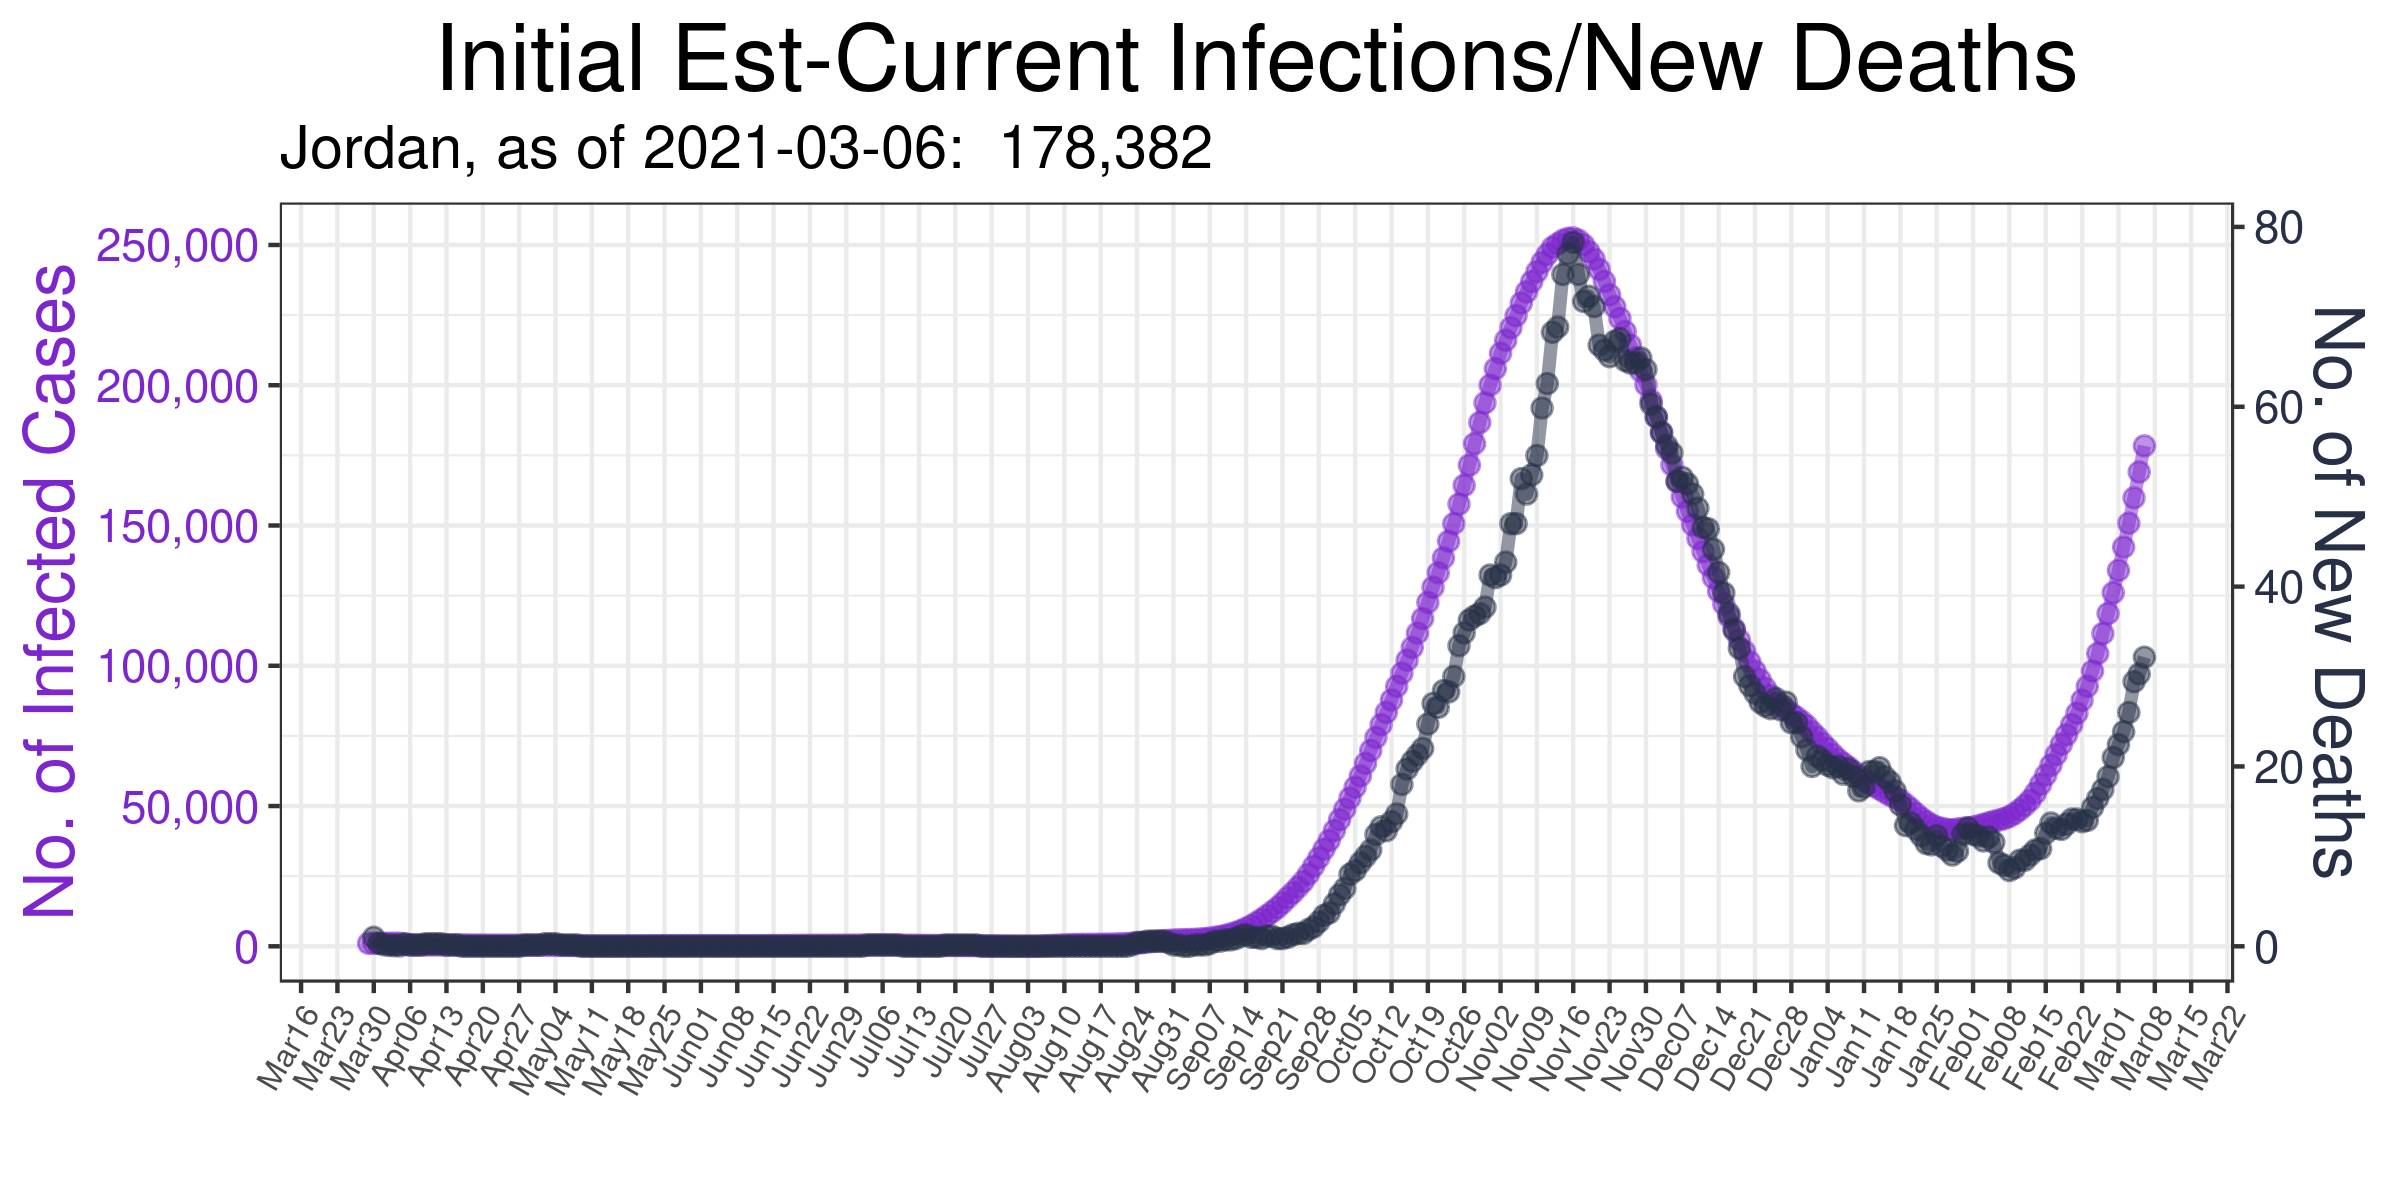 Initial Est-Current Infections/New Deaths
Jordan, as of 2021-03-06:  178,382
No. of Infected Cases
250,000
200,000
150,000
100,000
50,000
0
80
60
40
20
0
No. of New Deaths
Mar16
Mar23
Mar30
Apr06
Apr13
Apr20
Apr27
May04
May11
May18
May25
Jun01
Jun08
Jun15
Jun22
Jun29
Jul06
Jul13
Jul20
Jul27
Aug03
Aug10
Aug17
Aug24
Aug31
Sep07
Sep14
Sep21
Sep28
Oct05
Oct12
Oct19
Oct26
Nov02
Nov09
Nov16
Nov23
Nov30
Dec07
Dec14
Dec21
Dec28
Jan04
Jan11
Jan18
Jan25
Feb01
Feb08
Feb15
Feb22
Mar01
Mar08
Mar15
Mar22